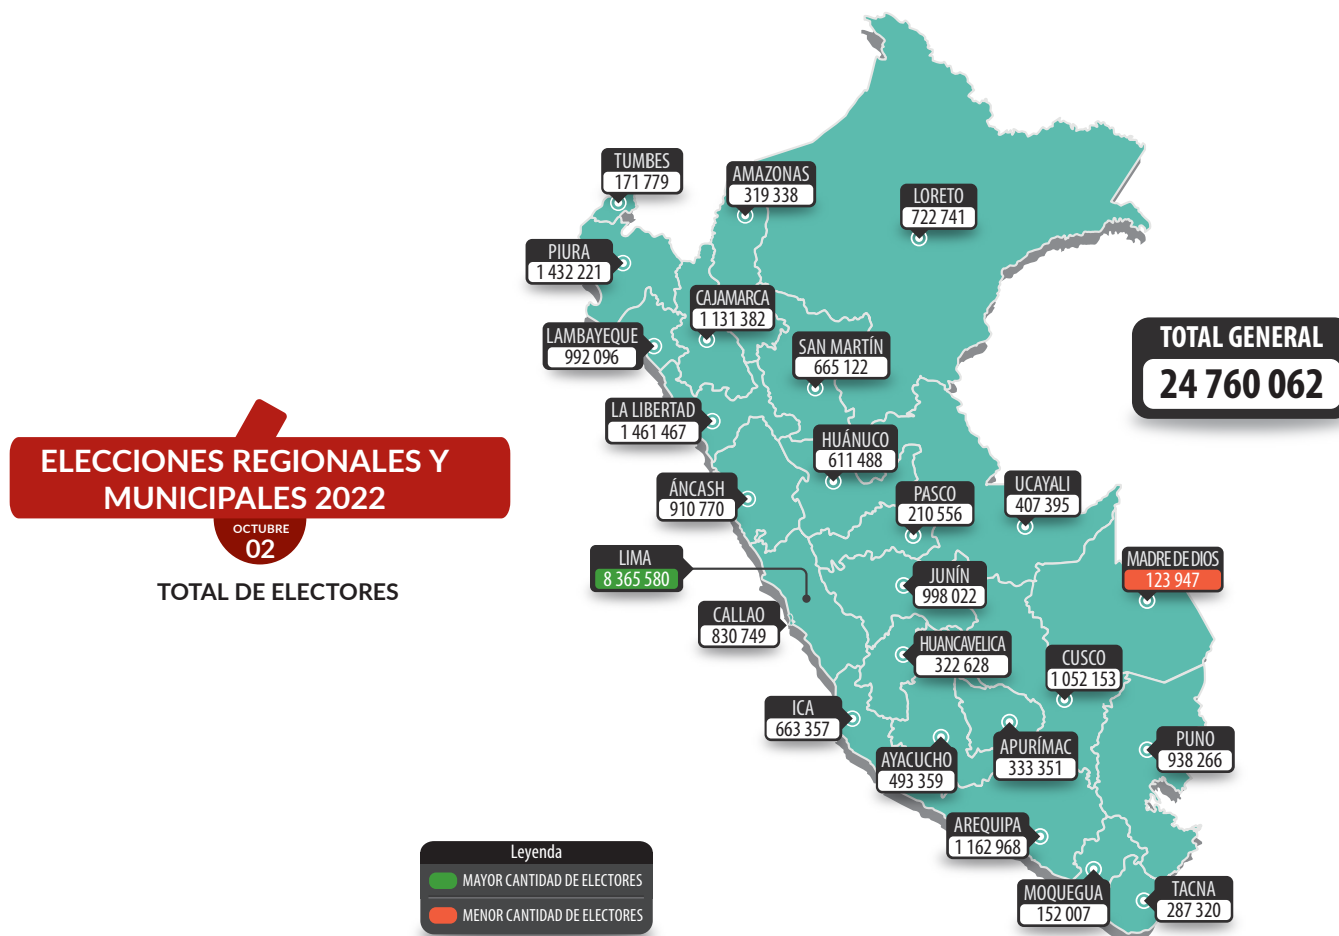 ELECCIONES REGIONALES Y
MUNICIPALES 2022
OCTUBRE
02
TOTAL DE ELECTORES
TUMBES
171 779
AMAZONAS
319 338
LORETO
722 741
PIURA
1 432 221
CAJAMARCA
1 131 382
LAMBAYEQUE
992 096
SAN MARTÍN
665 122
TOTAL GENERAL
24 760 062
LA LIBERTAD
1 461 467
HUÁNUCO
611 488
ÁNCASH
910 770
PASCO
210 556
UCAYALI
407 395
LIMA
8 365 580
JUNÍN
998 022
MADRE DE DIOS
123 947
CALLAO
830 749
HUANCAVELICA
322 628
CUSCO
1 052 153
ICA
663 357
AYACUCHO
493 359
APURÍMAC
333 351
PUNO
938 266
AREQUIPA
1 162 968
MOQUEGUA
152 007
TACNA
287 320
Leyenda
MAYOR CANTIDAD DE ELECTORES
MENOR CANTIDAD DE ELECTORES